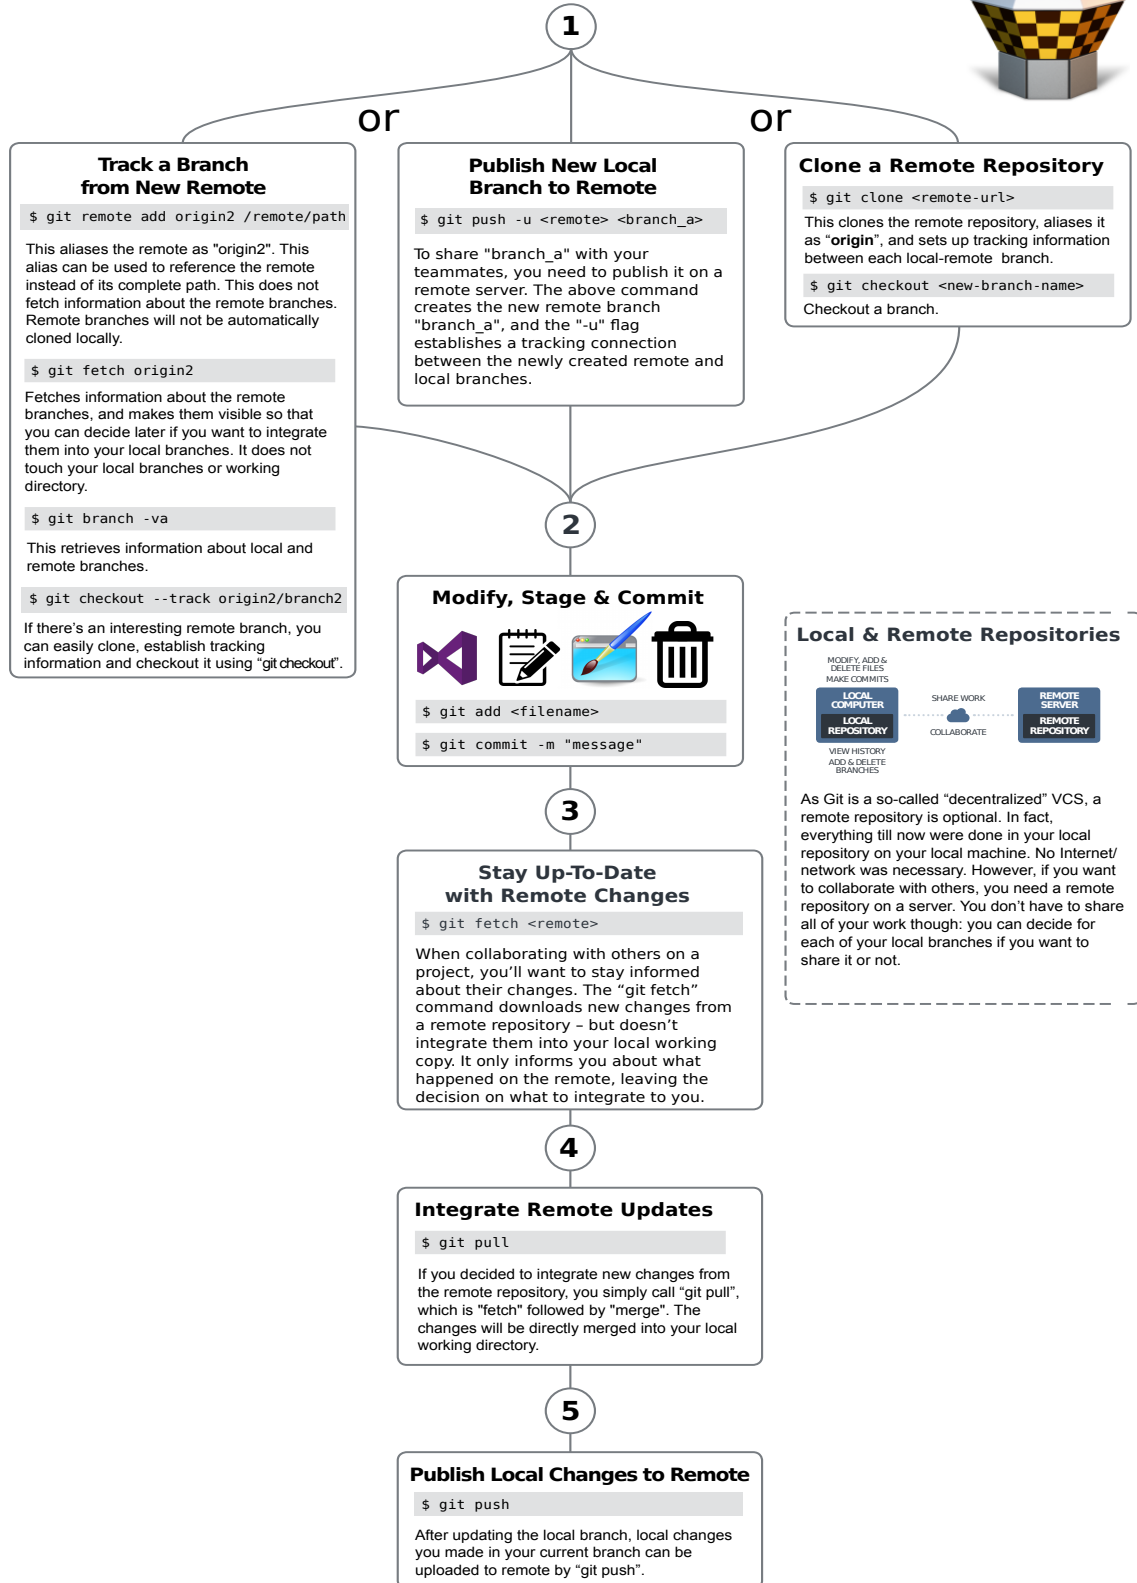 1
or
or
Track a Branch
from New Remote
$ git remote add origin2 /remote/path
This aliases the remote as "origin2". This
alias can be used to reference the remote
instead of its complete path. This does not
fetch information about the remote branches.
Remote branches will not be automatically
cloned locally.
$ git fetch origin2
Fetches information about the remote
branches, and makes them visible so that
you can decide later if you want to integrate
them into your local branches. It does not
touch your local branches or working
directory.
$ git branch -va
This retrieves information about local and
remote branches.
$ git checkout --track origin2/branch2
If there’s an interesting remote branch, you
can easily clone, establish tracking
information and checkout it using “git checkout”.
Publish New Local
Branch to Remote
$ git push -u <remote> <branch_a>
To share "branch_a" with your
teammates, you need to publish it on a
remote server. The above command
creates the new remote branch
"branch_a", and the "-u" flag
establishes a tracking connection
between the newly created remote and
local branches.
Clone a Remote Repository
$ git clone <remote-url>
This clones the remote repository, aliases it
as “origin”, and sets up tracking information
between each local-remote branch.
$ git checkout <new-branch-name>
Checkout a branch.
2
Modify, Stage & Commit
$ git add <filename>
$ git commit -m "message"
Local & Remote Repositories
MODIFY, ADD &
DELETE FILES
MAKE COMMITS
LOCAL
COMPUTER
LOCAL
REPOSITORY
VIEW HISTORY
ADD & DELETE
BRANCHES
SHARE WORK
COLLABORATE
REMOTE
SERVER
REMOTE
REPOSITORY
As Git is a so-called “decentralized” VCS, a
remote repository is optional. In fact,
everything till now were done in your local
repository on your local machine. No Internet/
network was necessary. However, if you want
to collaborate with others, you need a remote
repository on a server. You don’t have to share
all of your work though: you can decide for
each of your local branches if you want to
share it or not.
3
Stay Up-To-Date
with Remote Changes
$ git fetch <remote>
When collaborating with others on a
project, you’ll want to stay informed
about their changes. The “git fetch”
command downloads new changes from
a remote repository – but doesn’t
integrate them into your local working
copy. It only informs you about what
happened on the remote, leaving the
decision on what to integrate to you.
4
Integrate Remote Updates
$ git pull
If you decided to integrate new changes from
the remote repository, you simply call “git pull”,
which is "fetch" followed by "merge". The
changes will be directly merged into your local
working directory.
5
Publish Local Changes to Remote
$ git push
After updating the local branch, local changes
you made in your current branch can be
uploaded to remote by “git push”.